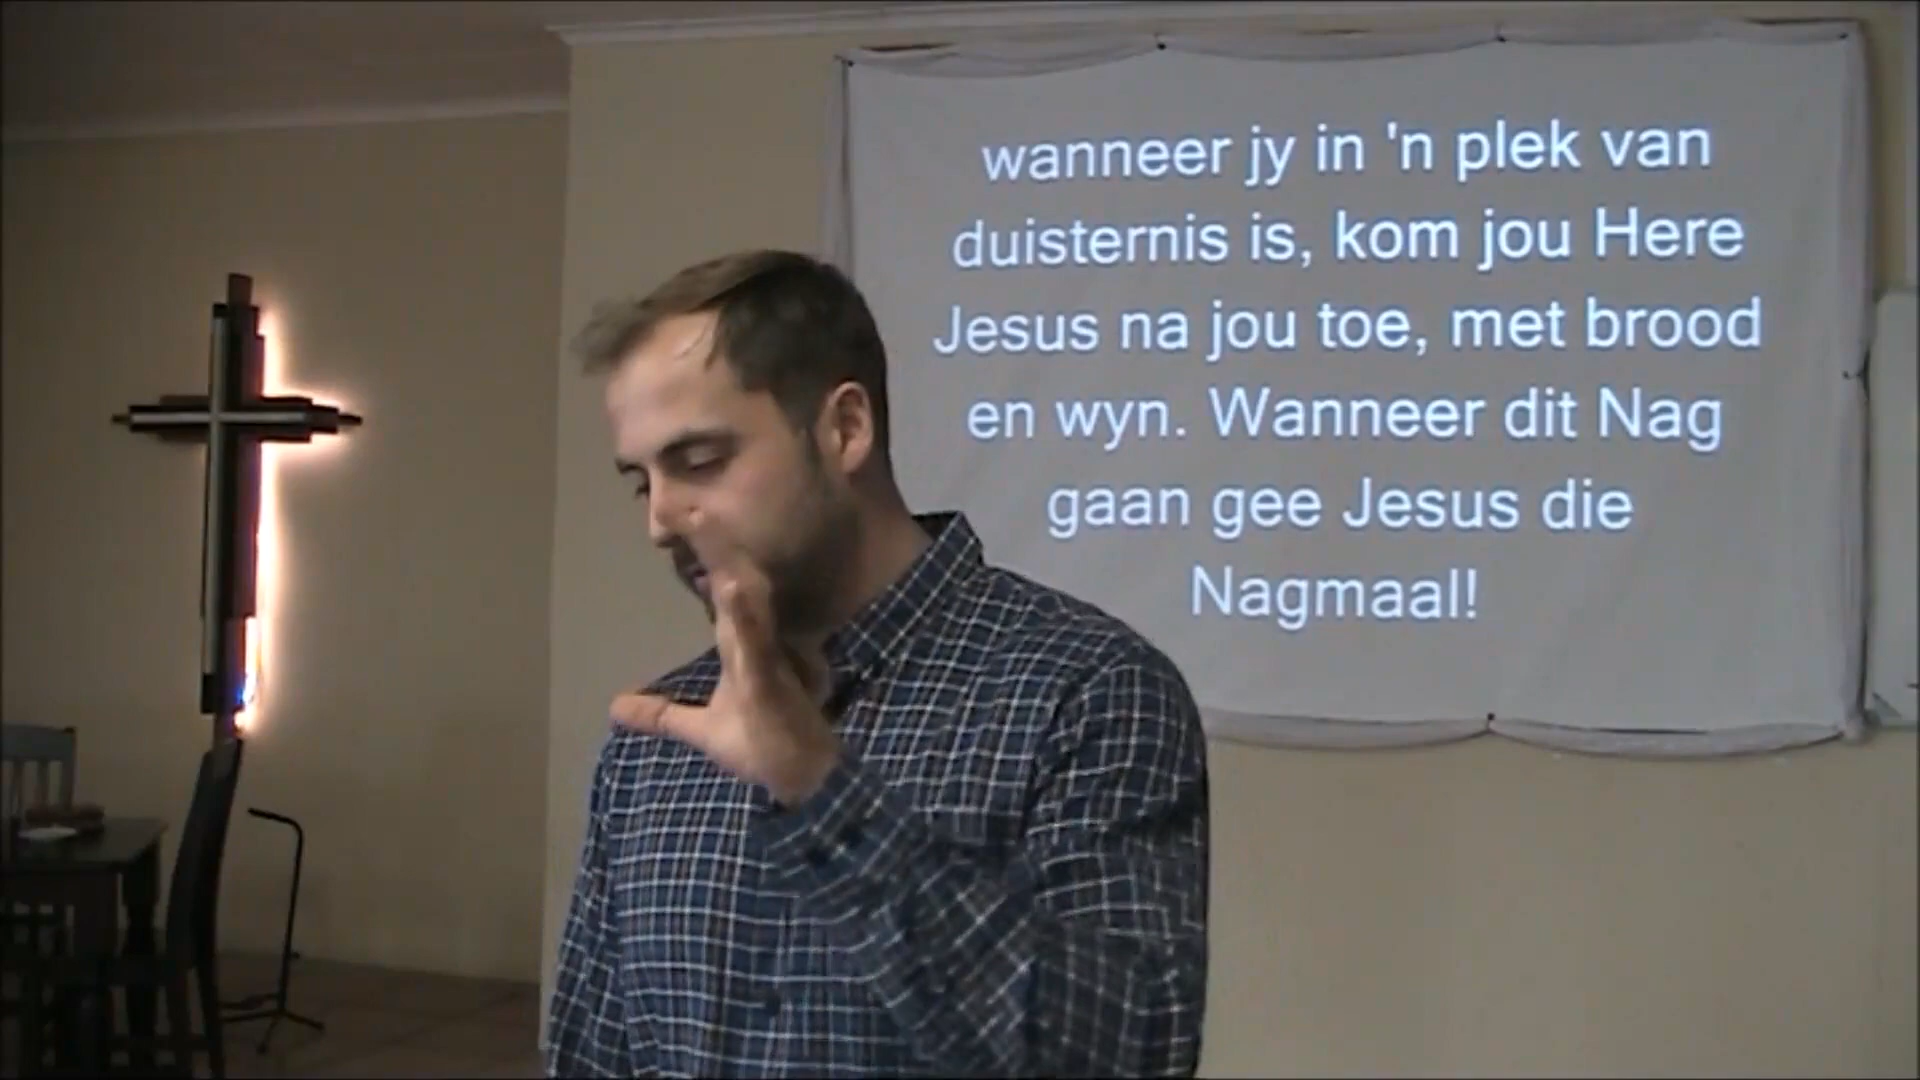 wanneer jy in 'n plek van
duisternis is, kom jou Here
Jesus na jou toe, met brood
en wyn. Wanneer dit Nag
gaan gee Jesus die
Nagmaal!